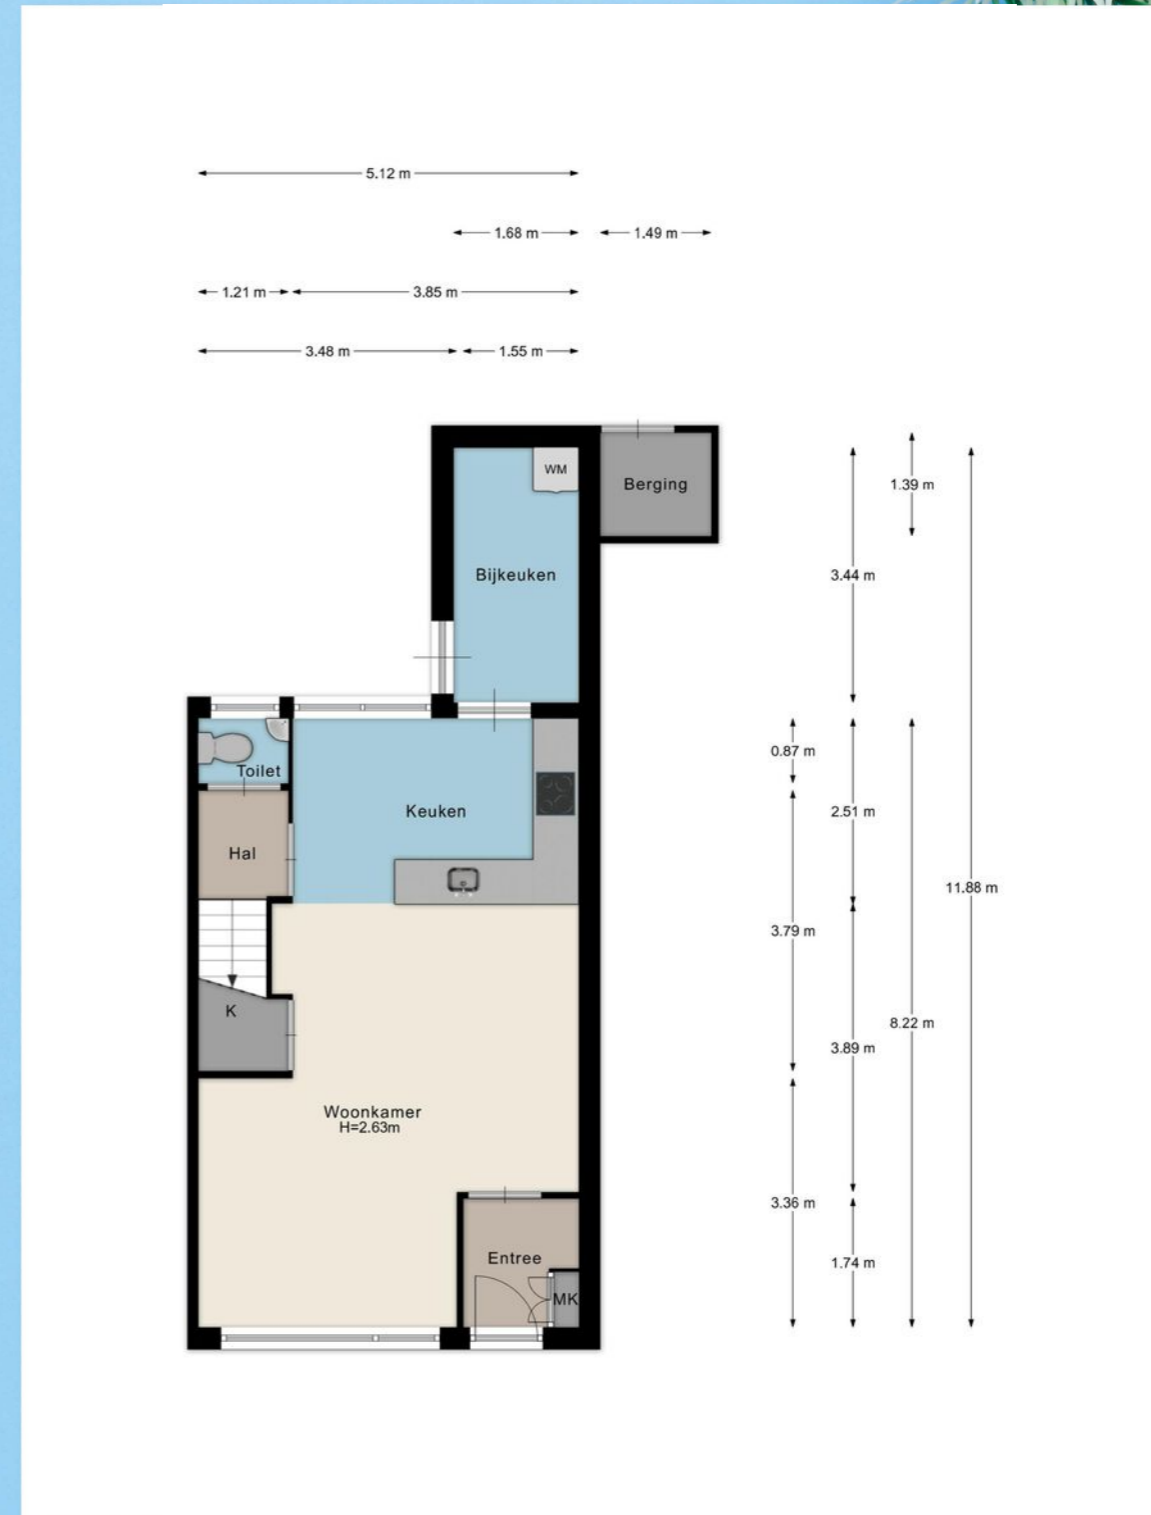 5.12 m
1.68 m
1.49 m
1.21 m
3.85 m
3.48 m
1.55 m
WM
Berging
1.39 m
Bijkeuken
3.44 m
0.87 m
Toilet
Keuken
2.51 m
Hal
11.88 m
3.79 m
K
8.22 m
3.89 m
Woonkamer
H=2.63m
3.36 m
Entree
1.74 m
MK